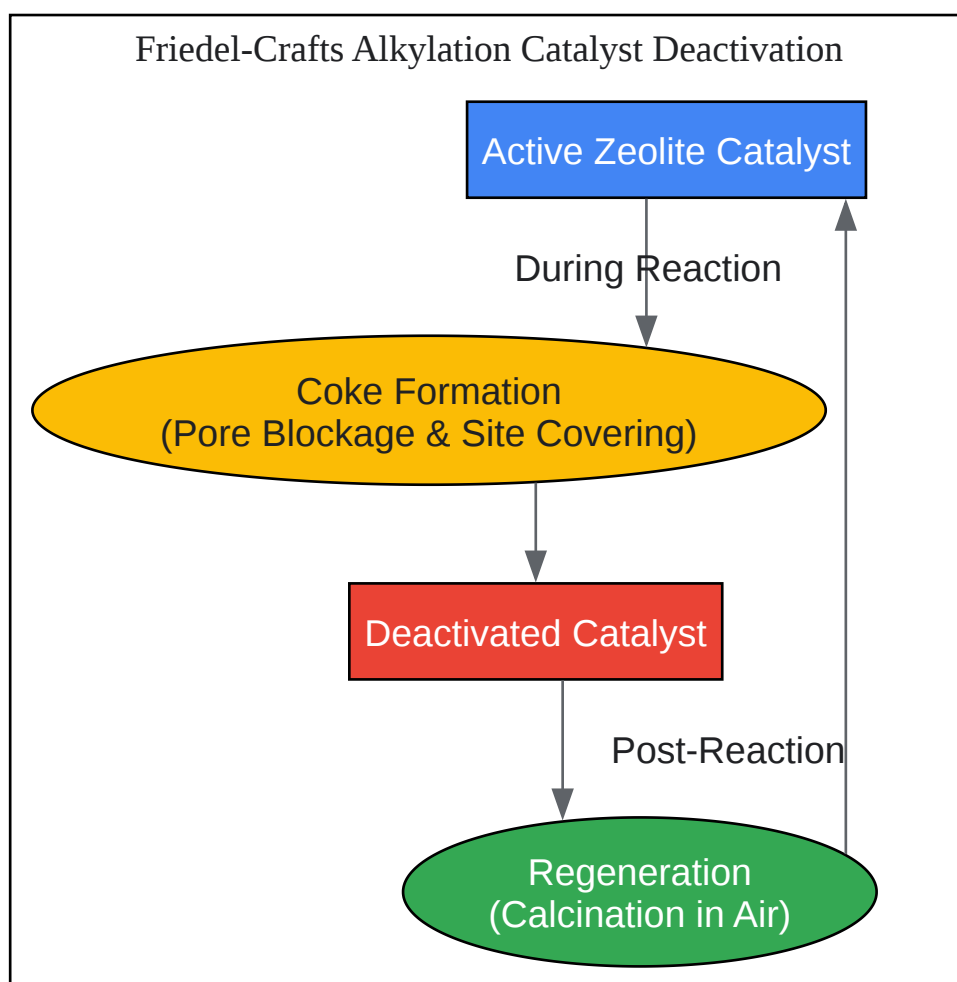 Friedel-Crafts Alkylation Catalyst Deactivation
Active Zeolite Catalyst
During Reaction
Coke Formation
(Pore Blockage & Site Covering)
Deactivated Catalyst
Post-Reaction
Regeneration
(Calcination in Air)